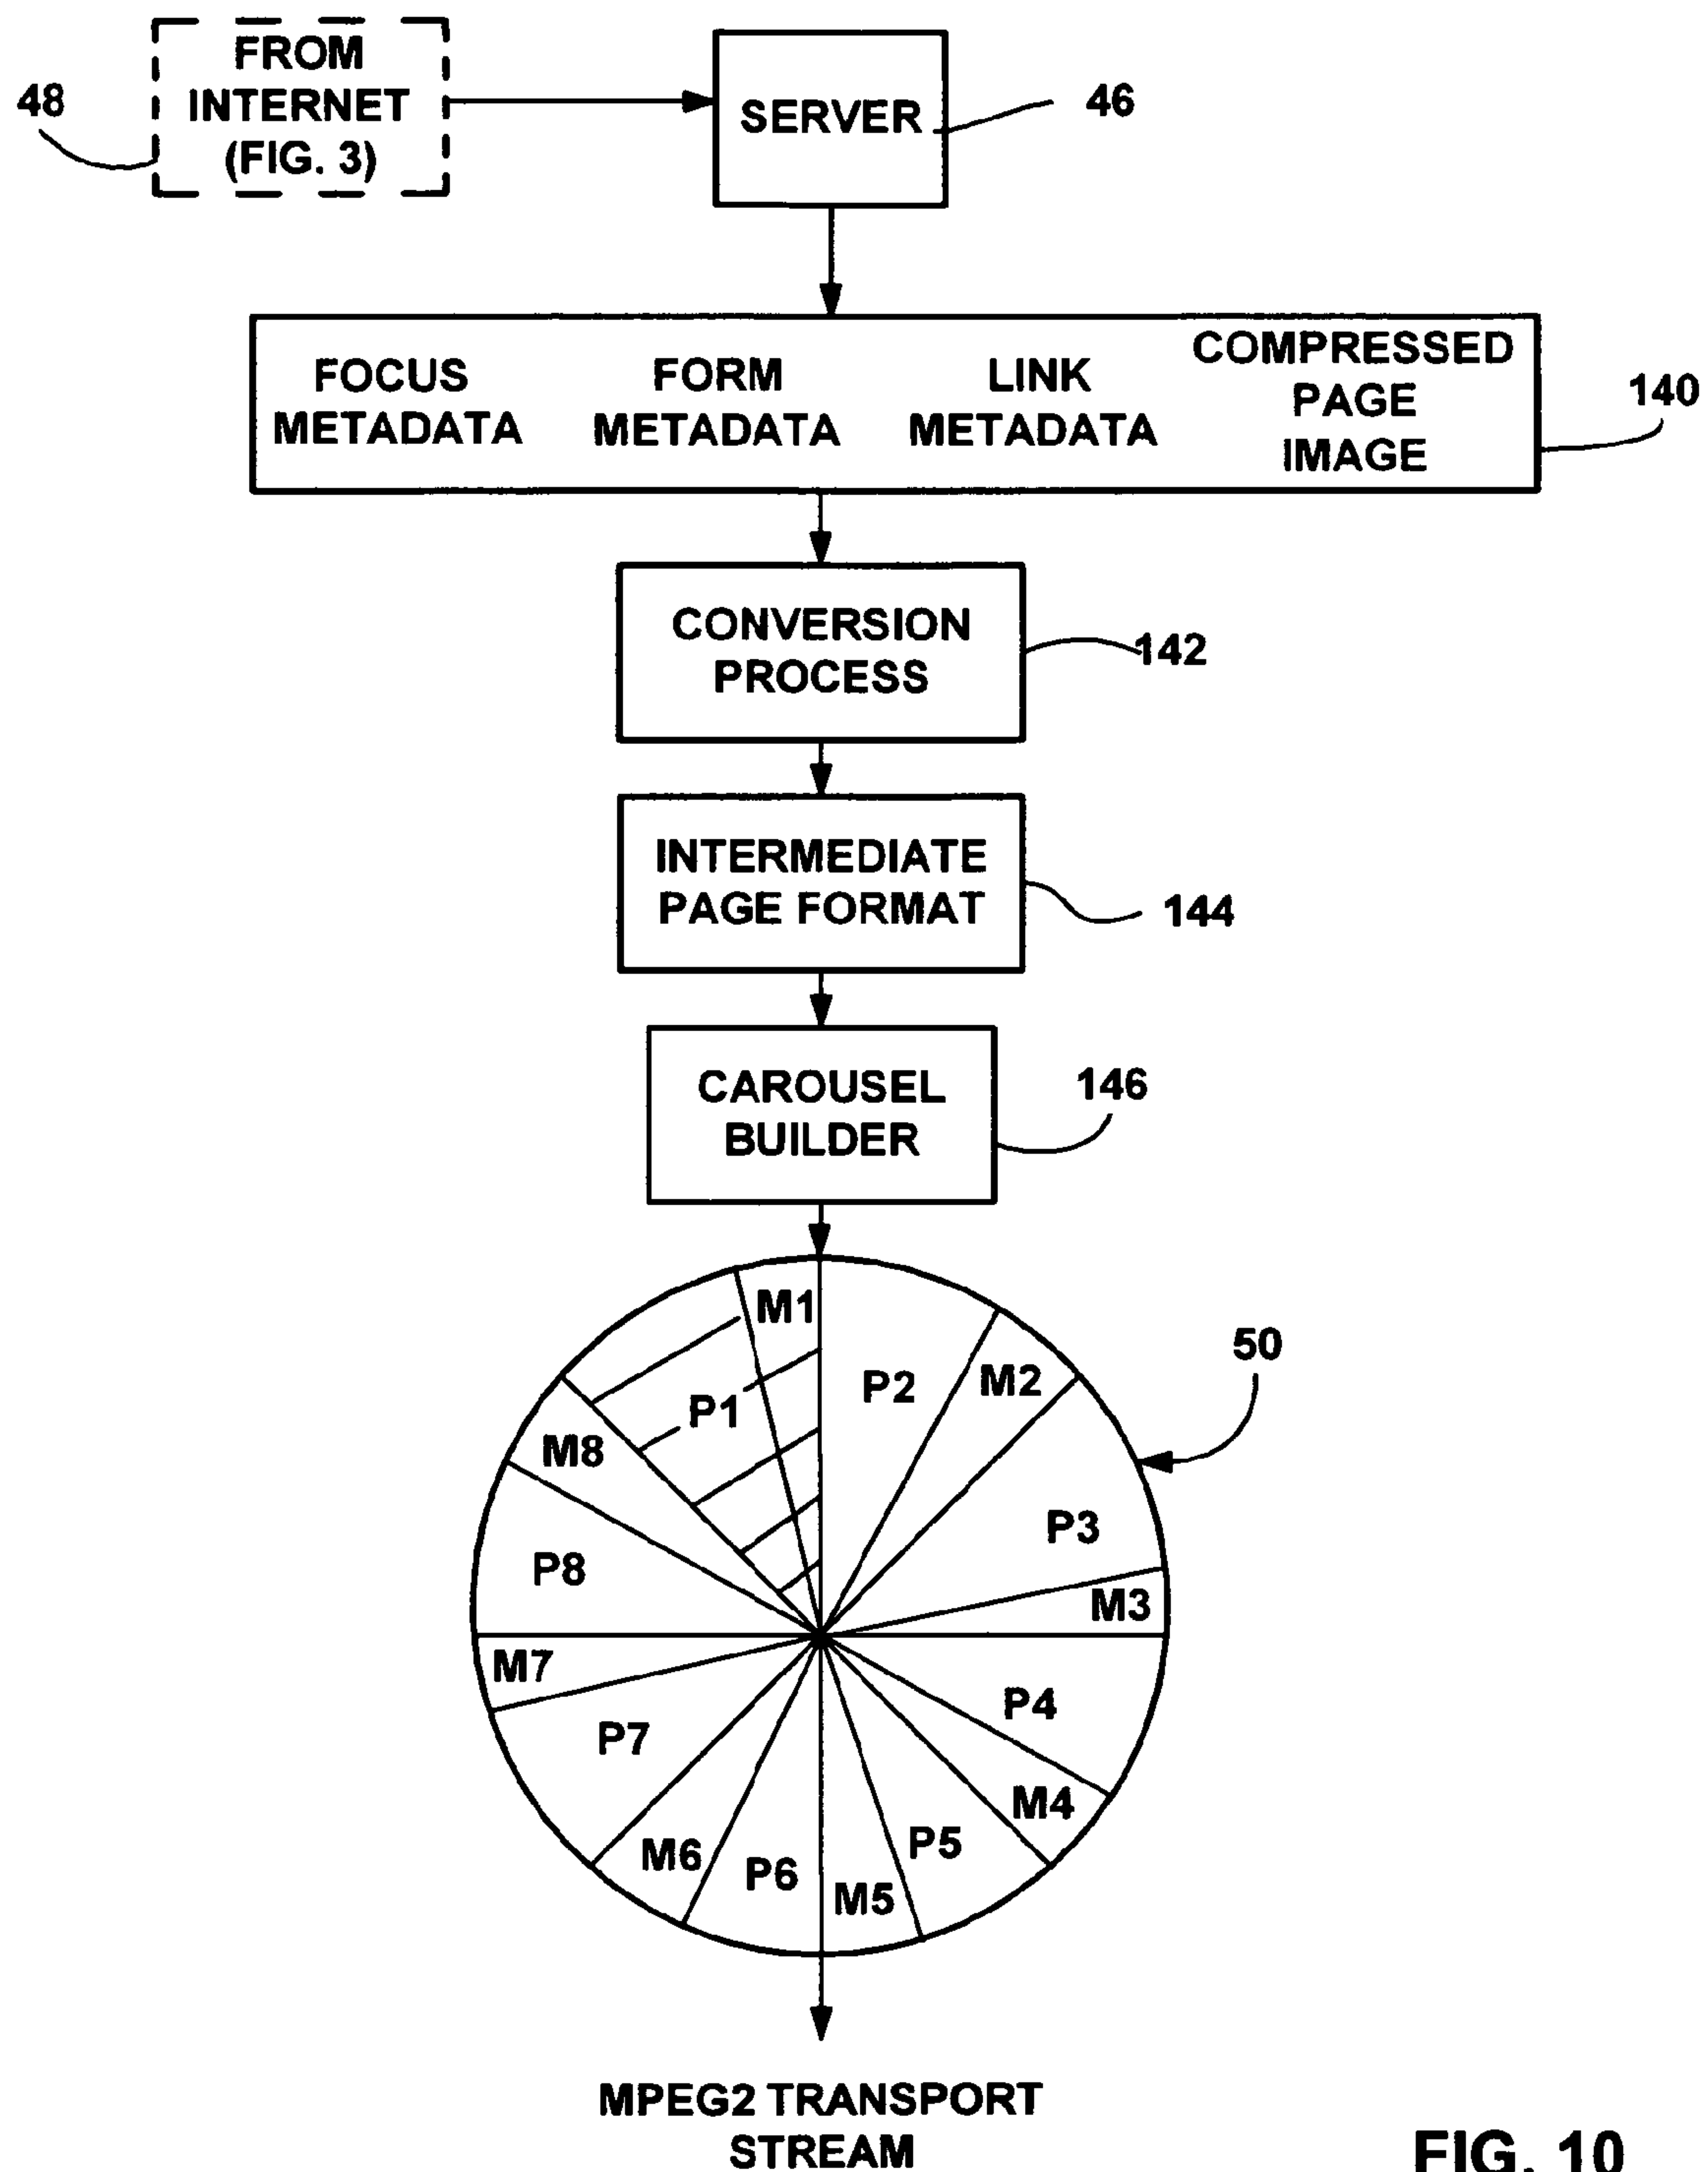 FROM
INTERNET
(FIG. 3)
48
SERVER
46
FOCUS
METADATA
FORM
METADATA
LINK
METADATA
COMPRESSED
PAGE
IMAGE
140
CONVERSION
PROCESS
142
INTERMEDIATE
PAGE FORMAT
144
CAROUSEL
BUILDER
146
M1
P1
P2
M2
50
M8
P3
P8
M3
M7
P4
P7
M4
M6
P6
M5
P5
MPEG2 TRANSPORT
STREAM
FIG. 10